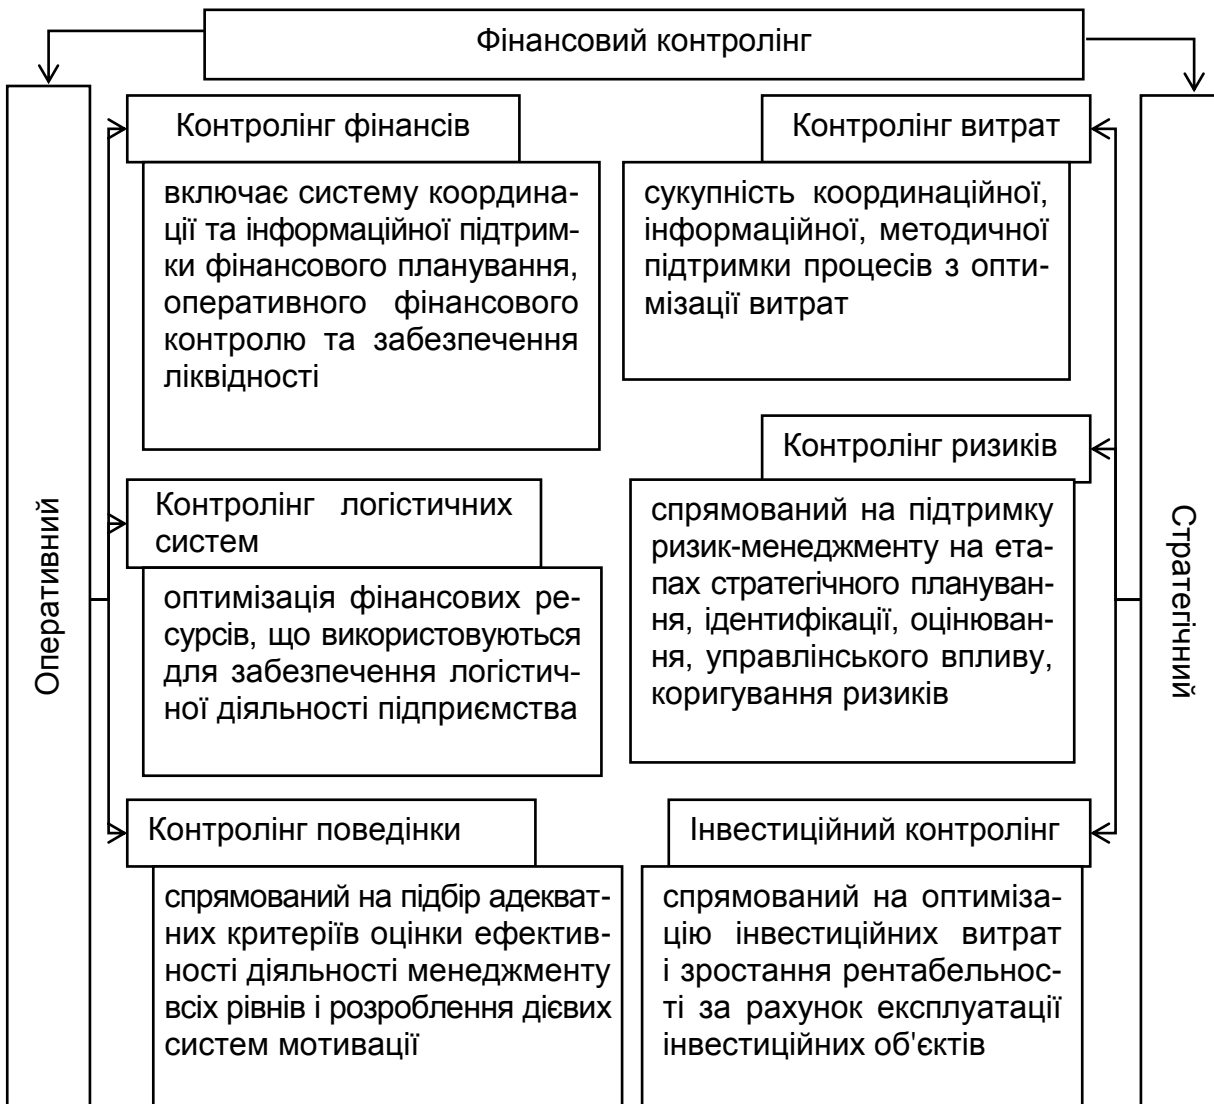 Фінансовий контролінг
Оперативний
Контролінг фінансів
включає систему координа-
ції та інформаційної підтрим-
ки фінансового планування,
оперативного фінансового
контролю та забезпечення
ліквідності
Контролінг логістичних
систем
оптимізація фінансових ре-
сурсів, що використовуються
для забезпечення логістич-
ної діяльності підприємства
Контролінг поведінки
спрямований на підбір адекват-
них критеріїв оцінки ефектив-
ності діяльності менеджменту
всіх рівнів і розроблення дієвих
систем мотивації
Контролінг витрат
сукупність координаційної,
інформаційної, методичної
підтримки процесів з опти-
мізації витрат
Контролінг ризиків
спрямований на підтримку
ризик-менеджменту на ета-
пах стратегічного плануван-
ня, ідентифікації, оцінюван-
ня, управлінського впливу,
коригування ризиків
Інвестиційний контролінг
спрямований на оптиміза-
цію інвестиційних витрат
і зростання рентабельнос-
ті за рахунок експлуатації
інвестиційних об'єктів
Стратегічний